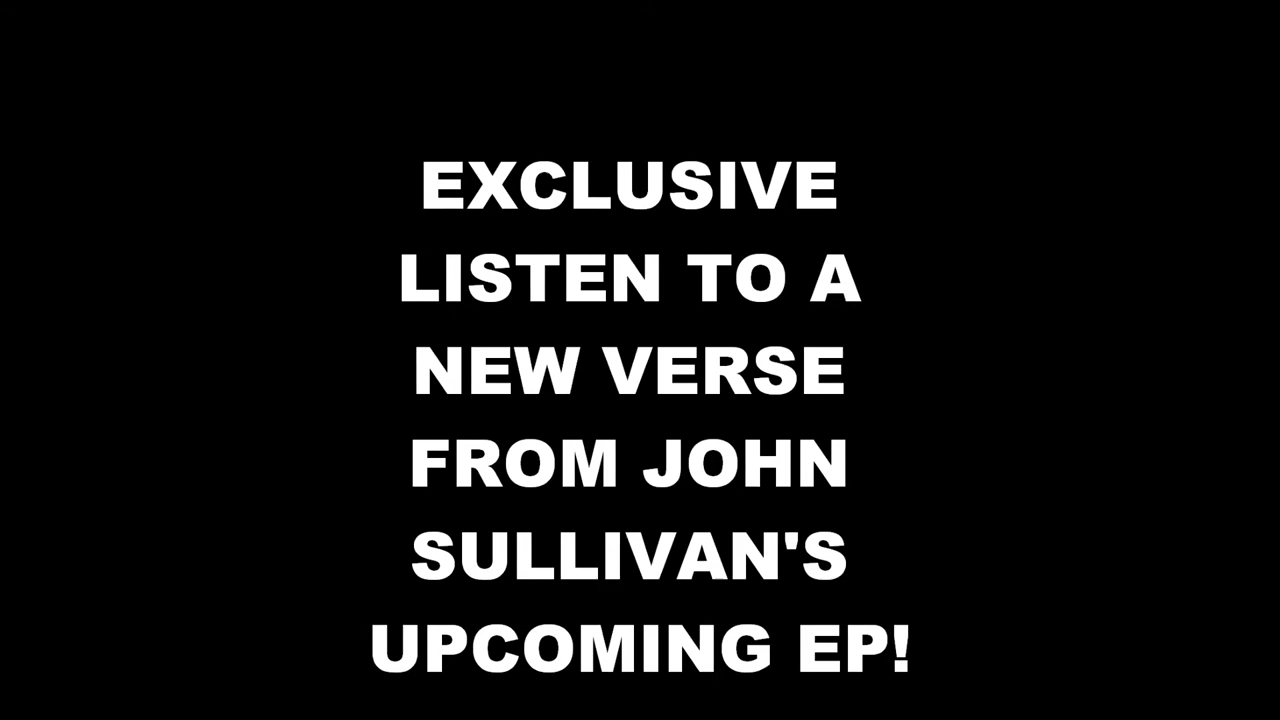 EXCLUSIVE
LISTEN TO A
NEW VERSE
FROM JOHN
SULLIVAN'S
UPCOMING EP!